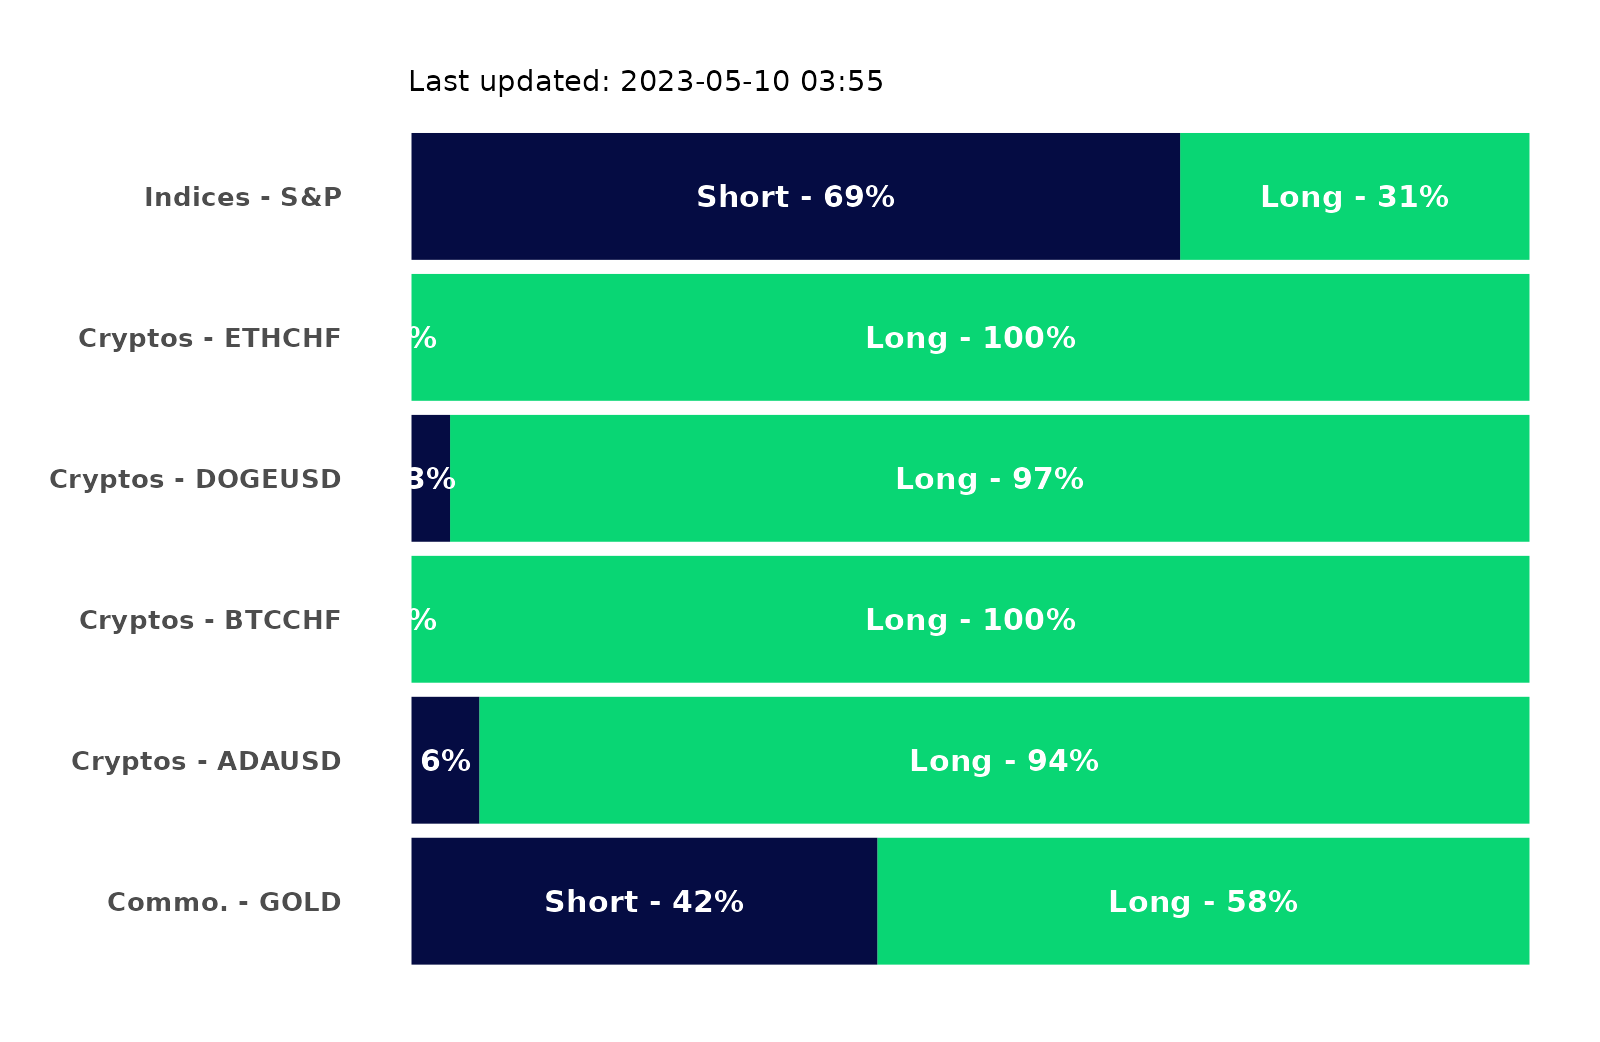 Last updated: 2023-05-10 03:55
Indices - S&P Short - 69% Long - 31%
Cryptos - ETHCHF % Long - 100%
Cryptos - DOGEUSD 3% Long - 97%
Cryptos - BTCCHF % Long - 100%
Cryptos - ADAUSD 6% Long - 94%
Commo. - GOLD Short - 42% Long - 58%